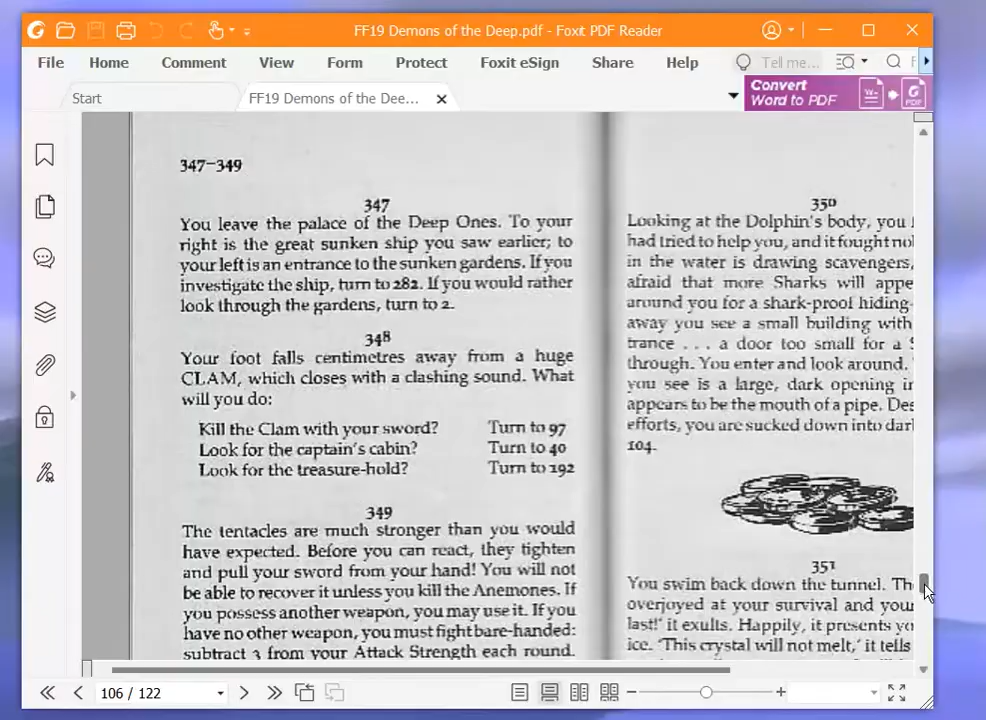 FF19 Demons of the Deep.pdf - Foxit PDF Reader
File Home Comment View Form Protect Foxit eSign Share Help Tell me... F
Start
FF19 Demons of the Dee...
Convert
Word to PDF
347–349
347
You leave the palace of the Deep Ones. To your
right is the great sunken ship you saw earlier; to
your left is an entrance to the sunken gardens. If you
investigate the ship, turn to 282. If you would rather
look through the gardens, turn to 2.
348
Your foot falls centimetres away from a huge
CLAM, which closes with a clashing sound. What
will you do:
Kill the Clam with your sword? Turn to 97
Look for the captain's cabin? Turn to 40
Look for the treasure-hold? Turn to 192
349
The tentacles are much stronger than you would
have expected. Before you can react, they tighten
and pull your sword from your hand! You will not
be able to recover it unless you kill the Anemones. If
you possess another weapon, you may use it. If you
have no other weapon, you must fight bare-handed:
subtract 3 from your Attack Strength each round.
350
Looking at the Dolphin's body, you
had tried to help you, and it fought
in the water is drawing scavengers,
afraid that more Sharks will appe
around you for a shark-proof hiding-
away you see a small building with
trance . . . a door too small for a
through. You enter and look around.
you see is a large, dark opening in
appears to be the mouth of a pipe. Des
efforts, you are sucked down into dar
104.
351
You swim back down the tunnel. Th
overjoyed at your survival and your
last!' it exults. Happily, it presents yo
ice. 'This crystal will not melt,' it tells
106 / 122